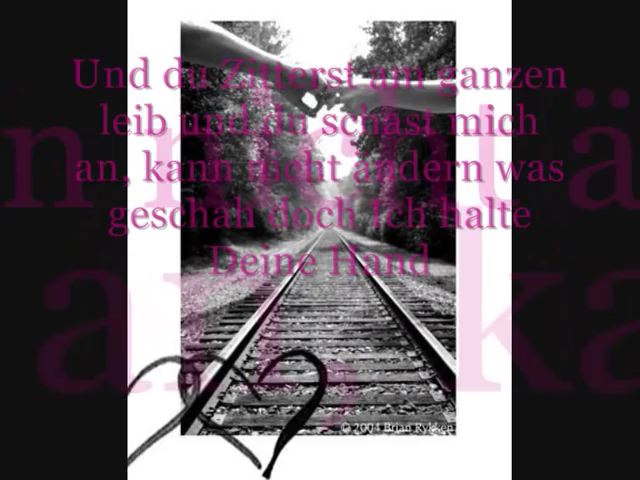 Und du Zitterst am ganzen
leib und du schast mich
an, kann nicht ändern was
geschah doch ich halte
Deine Hand
© 2004 Brian Rykken